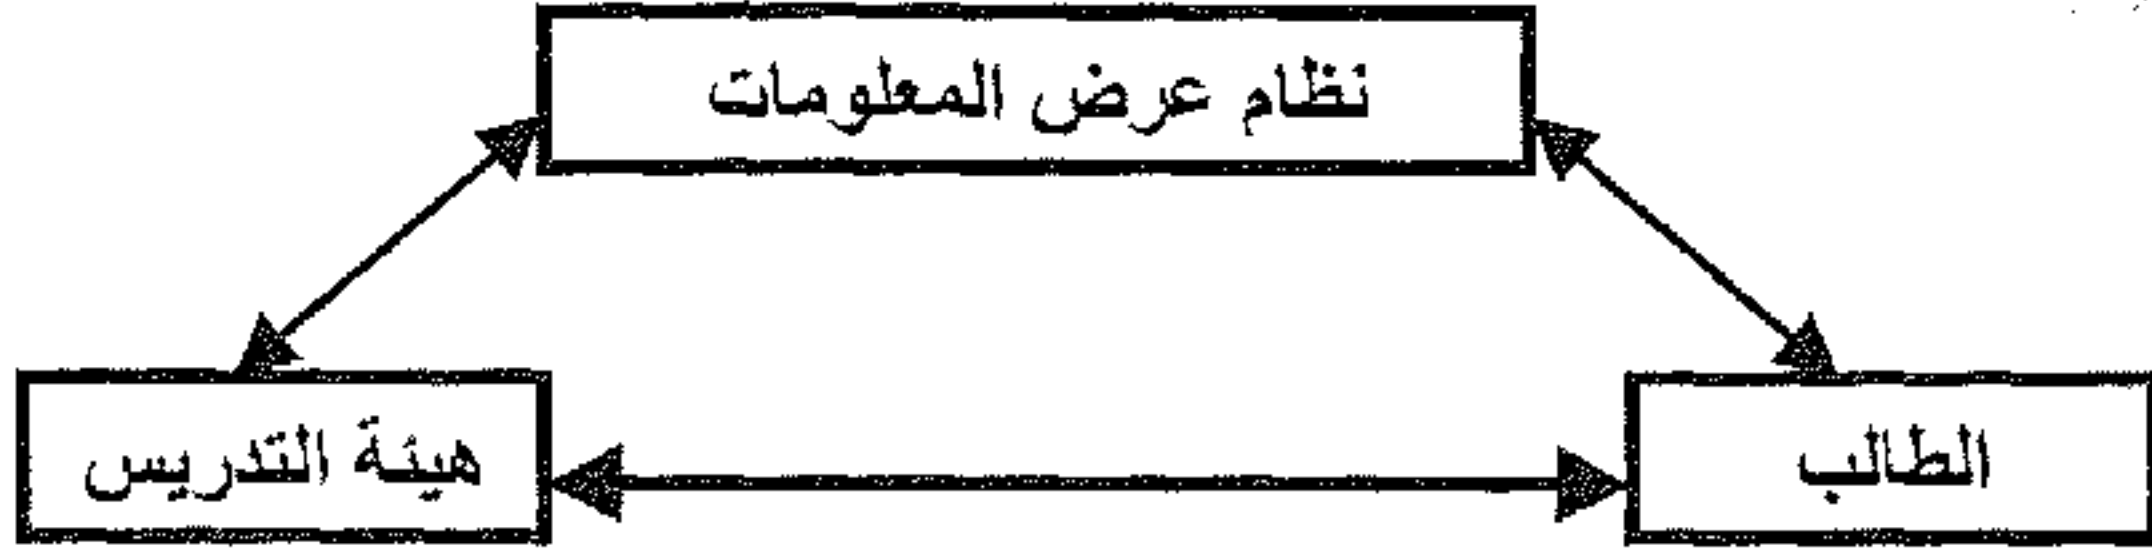 نظام عرض المعلومات
الطالب
هيئة التدريس